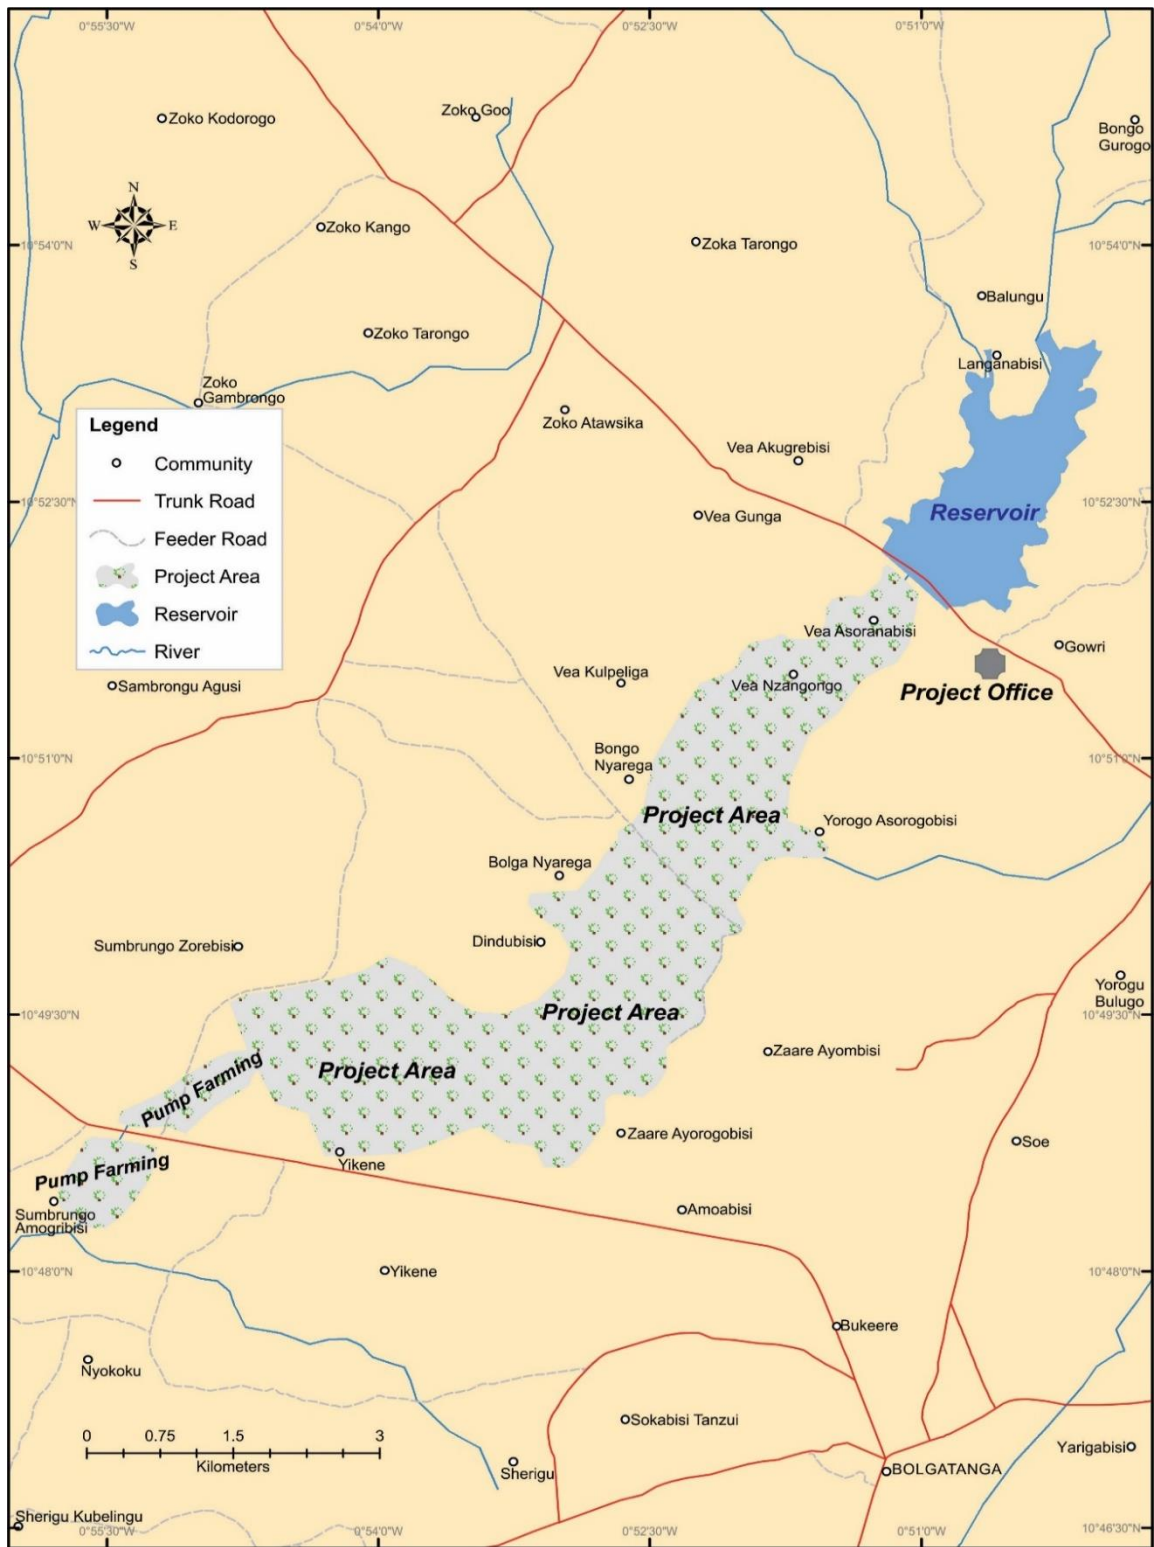 0°55'30"W
0°54'0"W
0°52'30"W
0°51'0"W
Zoko Kodorogo
Zoko Goo
Bongo
Gurogo
N
W
E
S
Zoko Kango
10°54'0"N
Zoka Tarongo
10°54'0"N
Balungu
Zoko Tarongo
Langanabisi
Zoko
Gambrongo
Zoko Atawsika
Legend
Community
Trunk Road
Feeder Road
Project Area
Reservoir
River
Vea Akugrebisi
10°52'30"N
Vea Gunga
Reservoir
10°52'30"N
Vea Asoranabisi
Gowri
Vea Kulpeliga
Vea Nzangongo
Sambrongu Agusi
Project Office
Bongo
Nyarega
10°51'0"N
10°51'0"N
Project Area
Yorogo Asorogobisi
Bolga Nyarega
Sumbrungo Zorebisi
Dindubisi
Yorogu
Bulugo
10°49'30"N
Project Area
10°49'30"N
Zaare Ayombisi
Project Area
Pump Farming
Zaare Ayorogobisi
Soe
Yikene
Pump Farming
Sumbrungo
Amogribisi
Amoabisi
10°48'0"N
Yikene
10°48'0"N
Bukeere
Nyokoku
Sokabisi Tanzui
0
0.75
1.5
3
Kilometers
Yarigabisi
Sherigu
BOLGATANGA
Sherigu Kubelingu
0°55'30"W
0°54'0"W
0°52'30"W
0°51'0"W
10°46'30"N